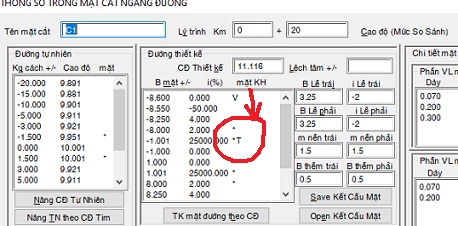 THÔNG SỐ TRONG MẶT CẮT NGANG ĐƯỜNG
Tên mặt cắt C1 Lý trình Km 0 + 20 Cao độ (Mức So Sánh)
Đường tự nhiên
Kg cách +/- Cao độ mặt
-20.000 9.891
-15.000 9.901
-10.000 9.911
-5.000 9.931
-3.000 9.941
-1.500 9.951 *
0.000 10.001
1.500 10.001 *
3.000 9.921
5.000 9.911
Nâng CĐ Tự Nhiên
Nâng TN theo CĐ Tim
Đường thiết kế
CĐ Thiết kế 11.116 Lệch tâm +/-
B mặt +/- i(%) mặt KH
-8.600 0.000 V
-8.550 -50.000
-8.250 4.000
-8.000 2.000 *
-1.001 25000.000 *T
-1.000 0.000
1.000 0.000
1.001 25000.000 *
8.000 2.000 *
8.250 4.000
TK mặt đường theo CĐ
B Lề trái i Lề trái
3.25 -2
B Lề phải i Lề phải
3.25 -2
m nền trái m nền phải
1.5 1.5
B thềm trái B thềm phải
0.5 0.5
Save Kết Cấu Mặt
Open Kết Cấu Mặt
Chi tiết mặt
Phần VL m
Dày
0.070
0.200
0.300
Phần VL m
Dày
0.070
0.200